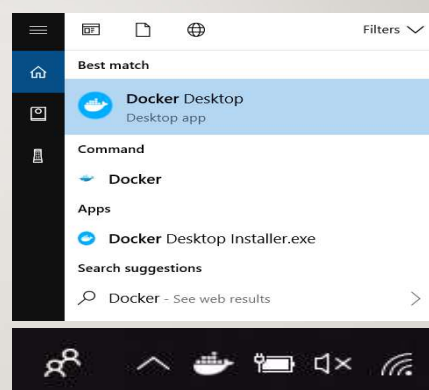 Filters
Best match
Docker Desktop
Desktop app
Command
Docker
Apps
Docker Desktop Installer.exe
Search suggestions
Docker - See web results